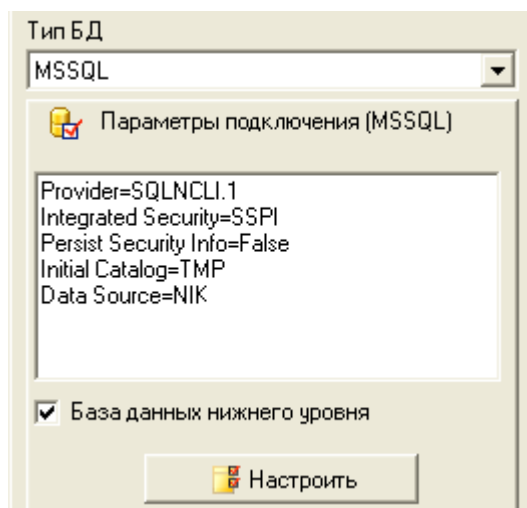 Тип БД
MSSQL
Параметры подключения (MSSQL)
Provider=SQLNCLI.1
Integrated Security=SSPI
Persist Security Info=False
Initial Catalog=TMP
Data Source=NIK
База данных нижнего уровня
Настроить